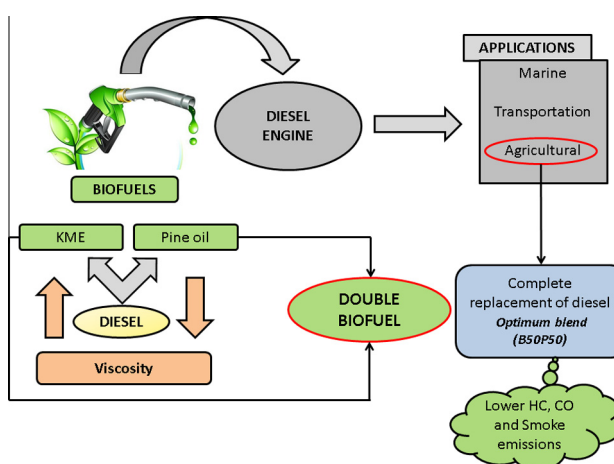 APPLICATIONS
Marine
Transportation
Agricultural
DIESEL
ENGINE
BIOFUELS
KME
Pine oil
DIESEL
Viscosity
DOUBLE
BIOFUEL
Complete
replacement of diesel
Optimum blend
(B50P50)
Lower HC, CO
and Smoke
emissions